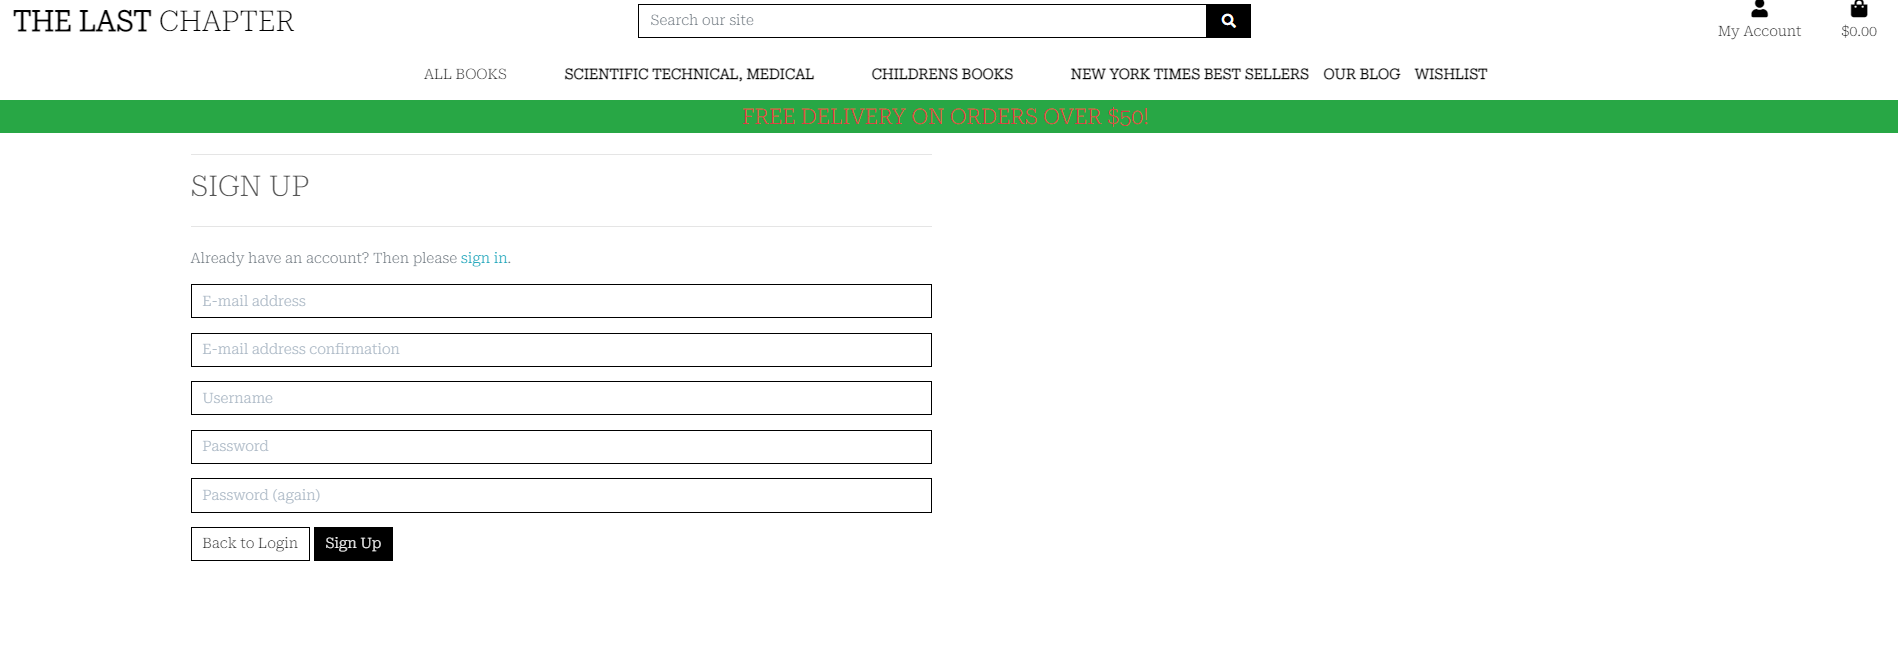 THE LAST CHAPTER
Search our site
My Account
$0.00
ALL BOOKS SCIENTIFIC TECHNICAL, MEDICAL CHILDRENS BOOKS NEW YORK TIMES BEST SELLERS OUR BLOG WISHLIST
FREE DELIVERY ON ORDERS OVER $50!
SIGN UP
Already have an account? Then please sign in.
E-mail address
E-mail address confirmation
Username
Password
Password (again)
Back to Login Sign Up